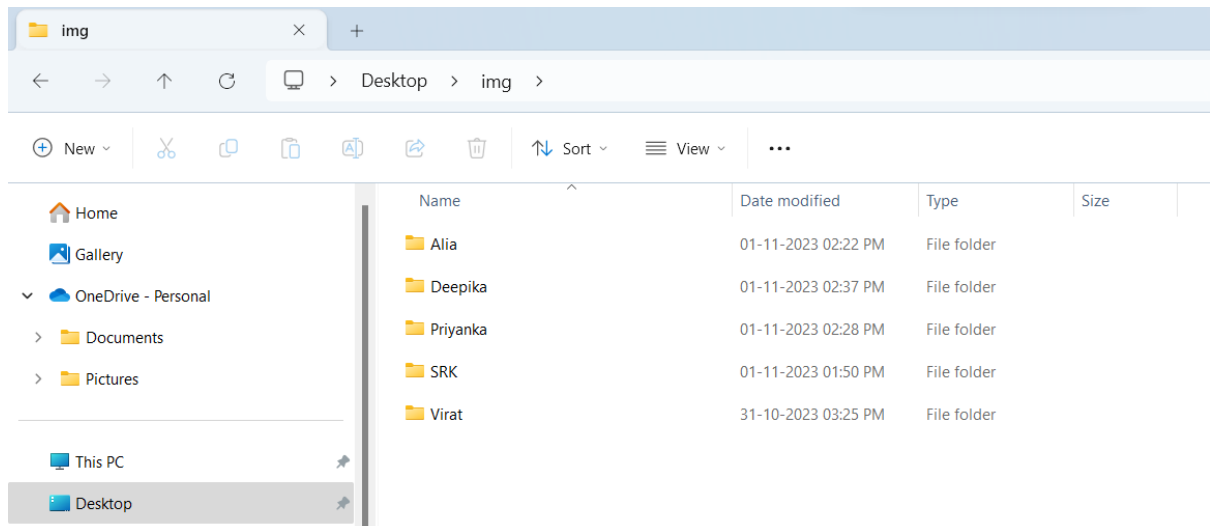 img
Desktop > img >
New
Sort
View
Name Date modified Type Size
Home
Gallery
OneDrive - Personal
Documents
Pictures
This PC
Desktop
Alia 01-11-2023 02:22 PM File folder
Deepika 01-11-2023 02:37 PM File folder
Priyanka 01-11-2023 02:28 PM File folder
SRK 01-11-2023 01:50 PM File folder
Virat 31-10-2023 03:25 PM File folder